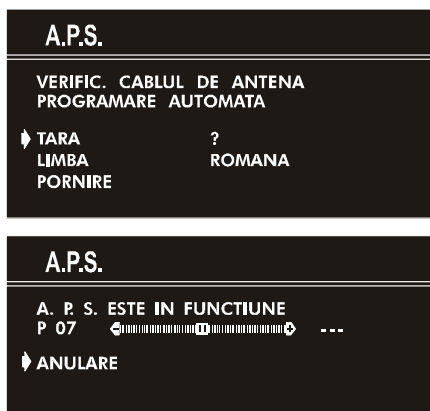 A.P.S.
VERIFIC. CABLUL DE ANTENA
PROGRAMARE AUTOMATA
TARA ?
LIMBA ROMANA
PORNIRE
A.P.S.
A. P. S. ESTE IN FUNCTIUNE
P 07 ---
ANULARE